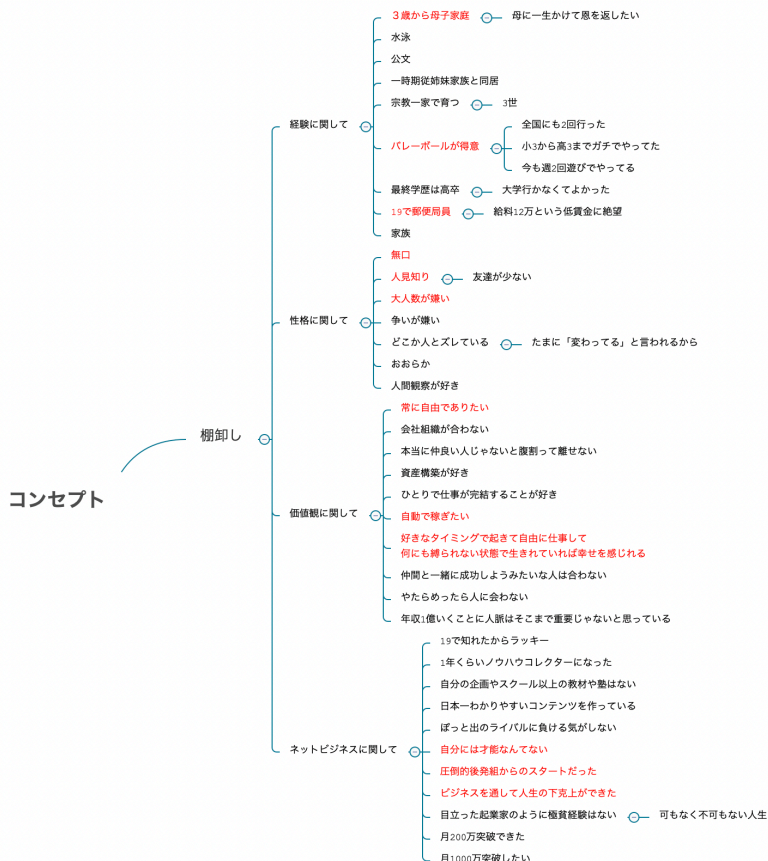 コンセプト
棚卸し
経験に関して
３歳から母子家庭
母に一生かけて恩を返したい
水泳
公文
一時期従姉妹家族と同居
宗教一家で育つ
3世
バレーボールが得意
全国にも2回行った
小3から高3までガチでやってた
今も週2回遊びでやってる
最終学歴は高卒
大学行かなくてよかった
19で郵便局員
給料12万という低賃金に絶望
家族
性格に関して
無口
人見知り
友達が少ない
大人数が嫌い
争いが嫌い
どこか人とズレている
たまに「変わってる」と言われるから
おおらか
人間観察が好き
価値観に関して
常に自由でありたい
会社組織が合わない
本当に仲良い人じゃないと腹割って離せない
資産構築が好き
ひとりで仕事が完結することが好き
自動で稼ぎたい
好きなタイミングで起きて自由に仕事して
何にも縛られない状態で生きれていれば幸せを感じれる
仲間と一緒に成功しようみたいな人は合わない
やたらめったら人に会わない
年収1億いくことに人脈はそこまで重要じゃないと思っている
ネットビジネスに関して
19で知れたからラッキー
1年くらいノウハウコレクターになった
自分の企画やスクール以上の教材や塾はない
日本一わかりやすいコンテンツを作っている
ぽっと出のライバルに負ける気がしない
自分には才能なんてない
圧倒的後発組からのスタートだった
ビジネスを通して人生の下克上ができた
目立った起業家のように極貧経験はない
可もなく不可もない人生
月200万突破できた
月1000万突破したい